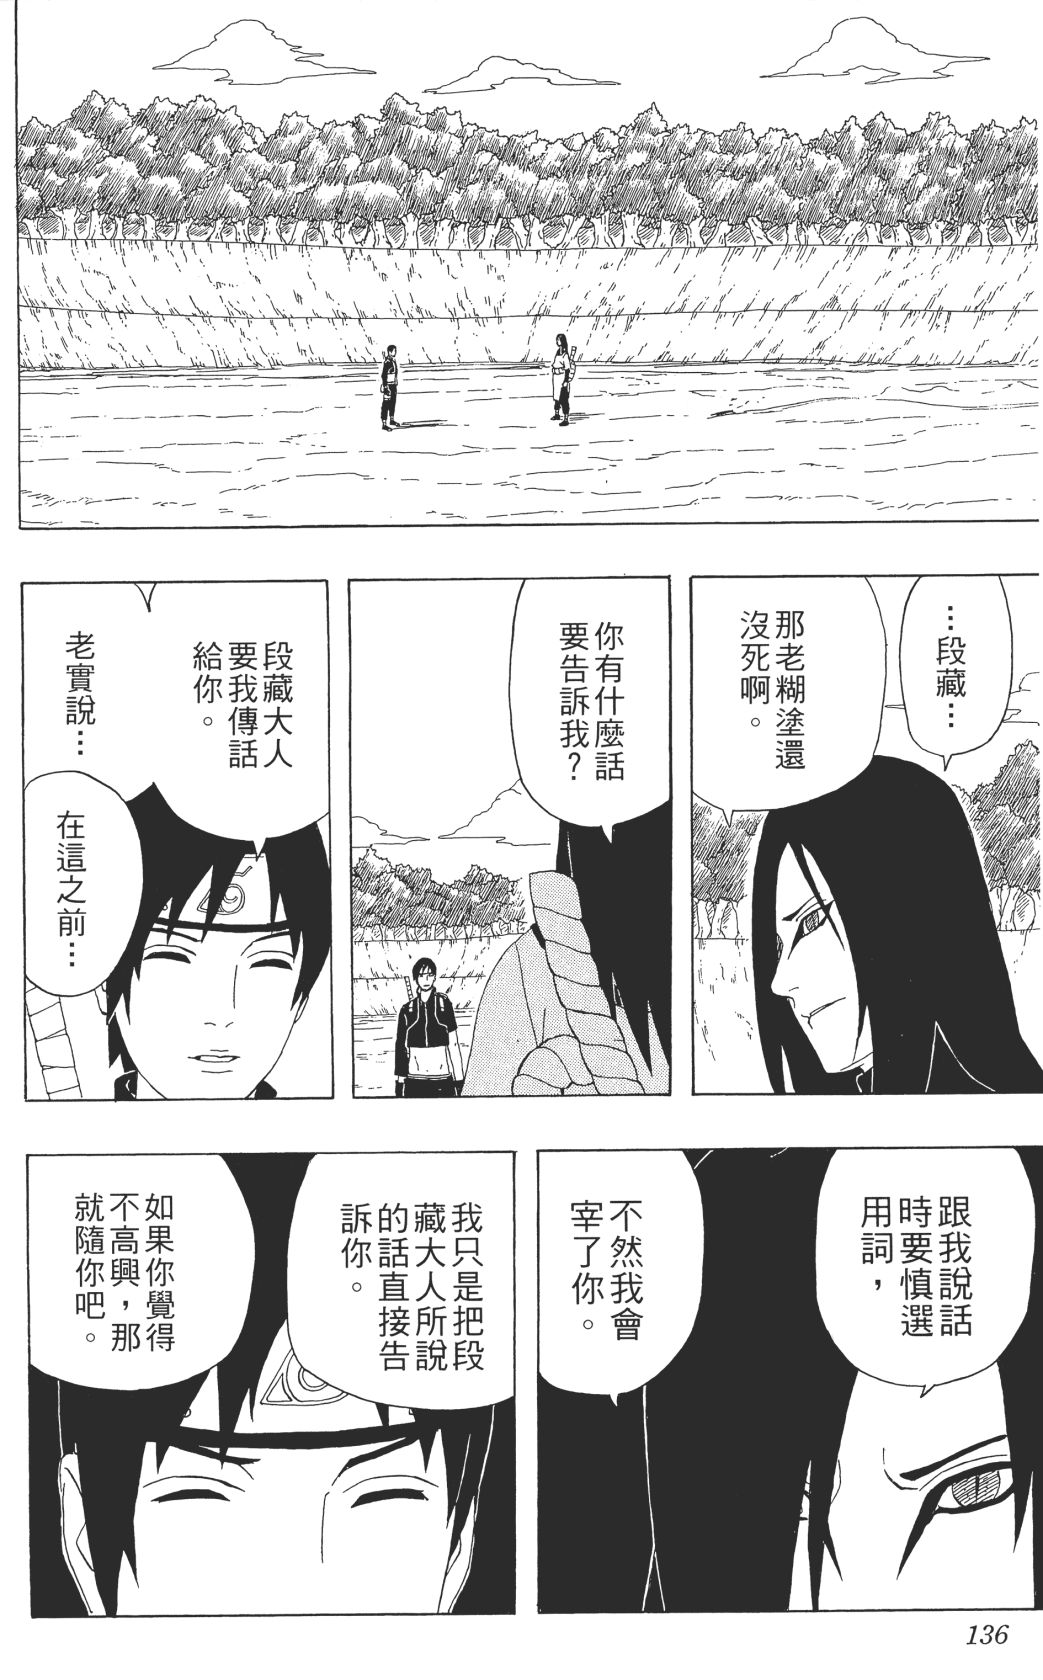 …段藏…
那老糊塗還
沒死啊。
你有什麼話
要告訴我?
段藏大人
要我傳話
給你。
老實說…
在這之前…
跟我說話
時要慎選
用詞，
不然我會
宰了你。
我只是把段
藏大人所說
的話直接告
訴你。
如果你覺得
不高興，那
就隨你吧。
136